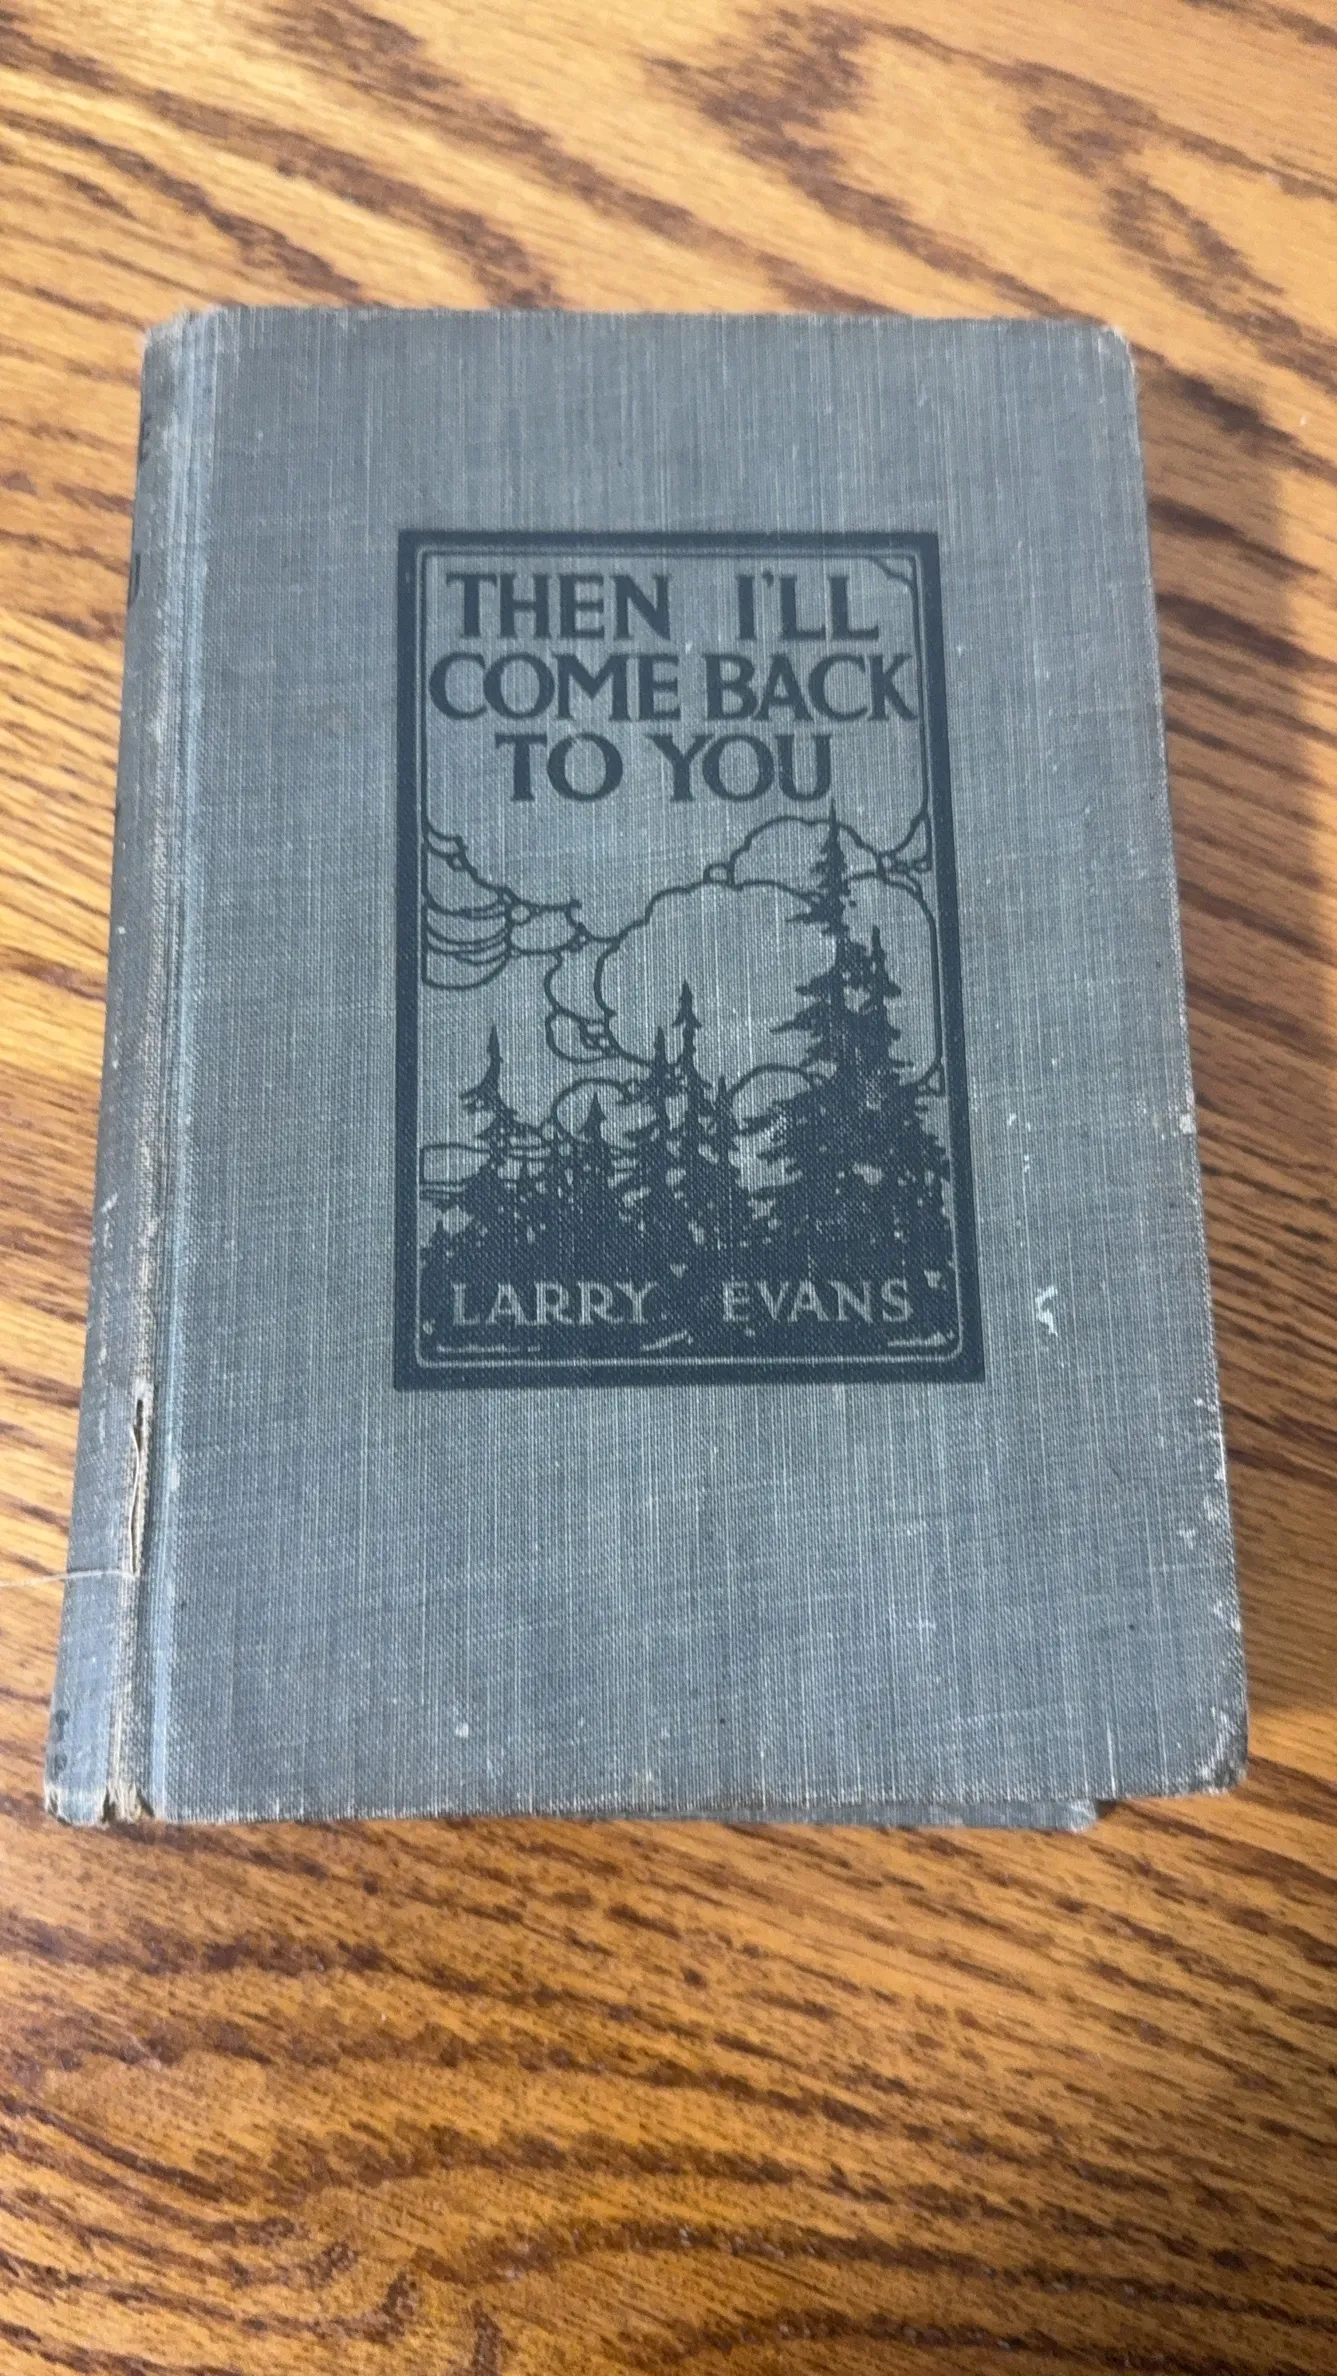 THEN I'LL
COME BACK
TO YOU
LARRY EVANS